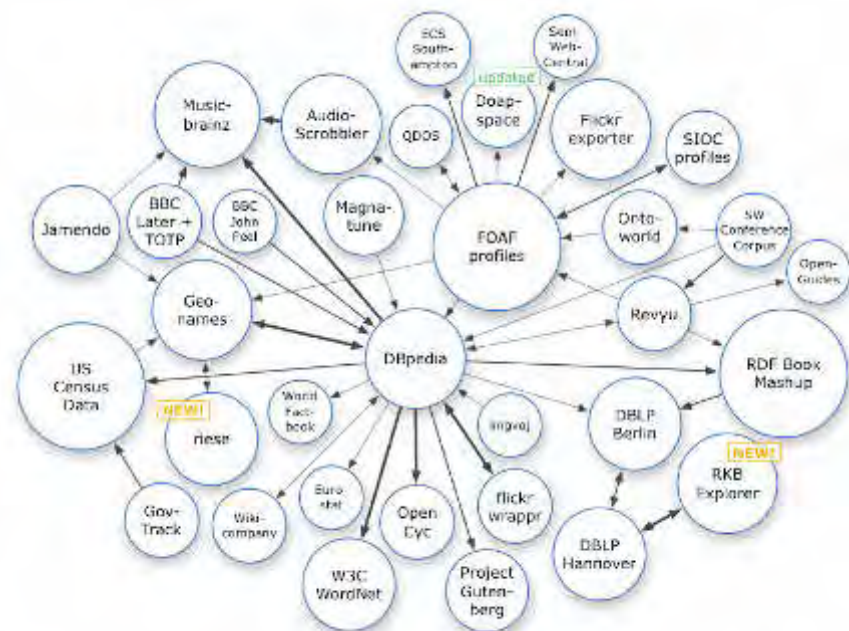 ECS
South-
ampton
Sem
Web-
Central
updated
Doap-
space
Music-
brainz
Audio-
Scrobbler
QDOS
Flickr
exporter
SIOC
profiles
Jamendo
BBC
Later +
TOTP
BBC
John
Peel
Magna-
tune
FOAF
profiles
Onto-
world
SW
Conference
Corpus
Open-
Guides
Geo-
names
Revyu
US
Census
Data
DBpedia
RDF Book
Mashup
NEW!
riese
World
Fact-
book
lingvoj
DBLP
Berlin
NEW!
RKB
Explorer
Gov-
Track
Wiki-
company
Euro
stat
Open
Cyc
flickr
wrappr
DBLP
Hannover
W3C
WordNet
Project
Guten-
berg